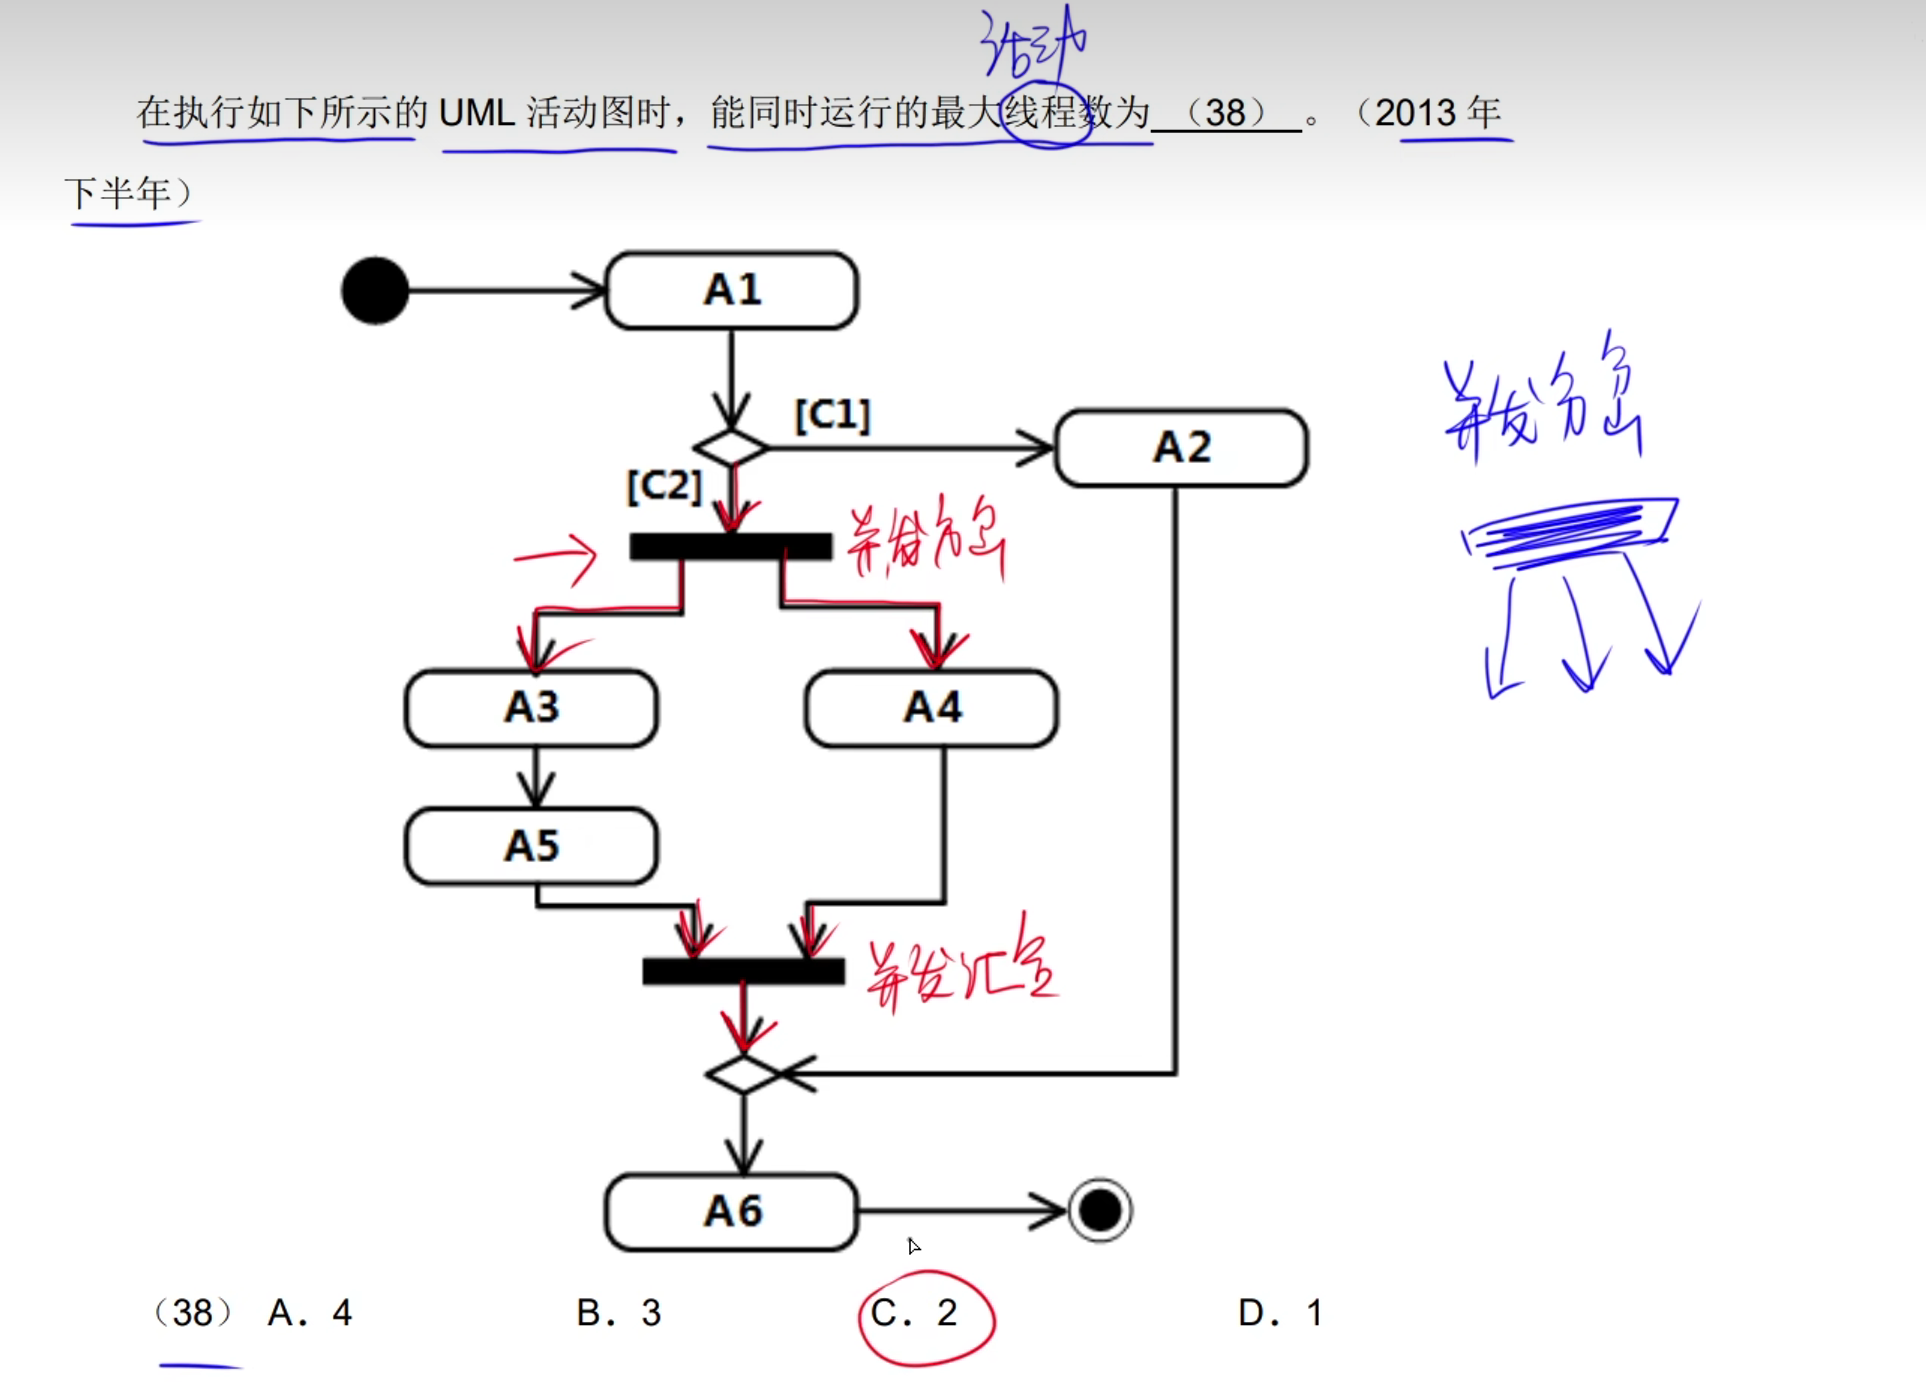 活动
在执行如下所示的 UML 活动图时，能同时运行的最大线程数为 （38） 。（2013 年
下半年）
A1
[C1]
A2
[C2]
并发分岔
并发分岔
A3
A4
A5
并发汇合
A6
（38） A．4 B．3 C．2 D．1